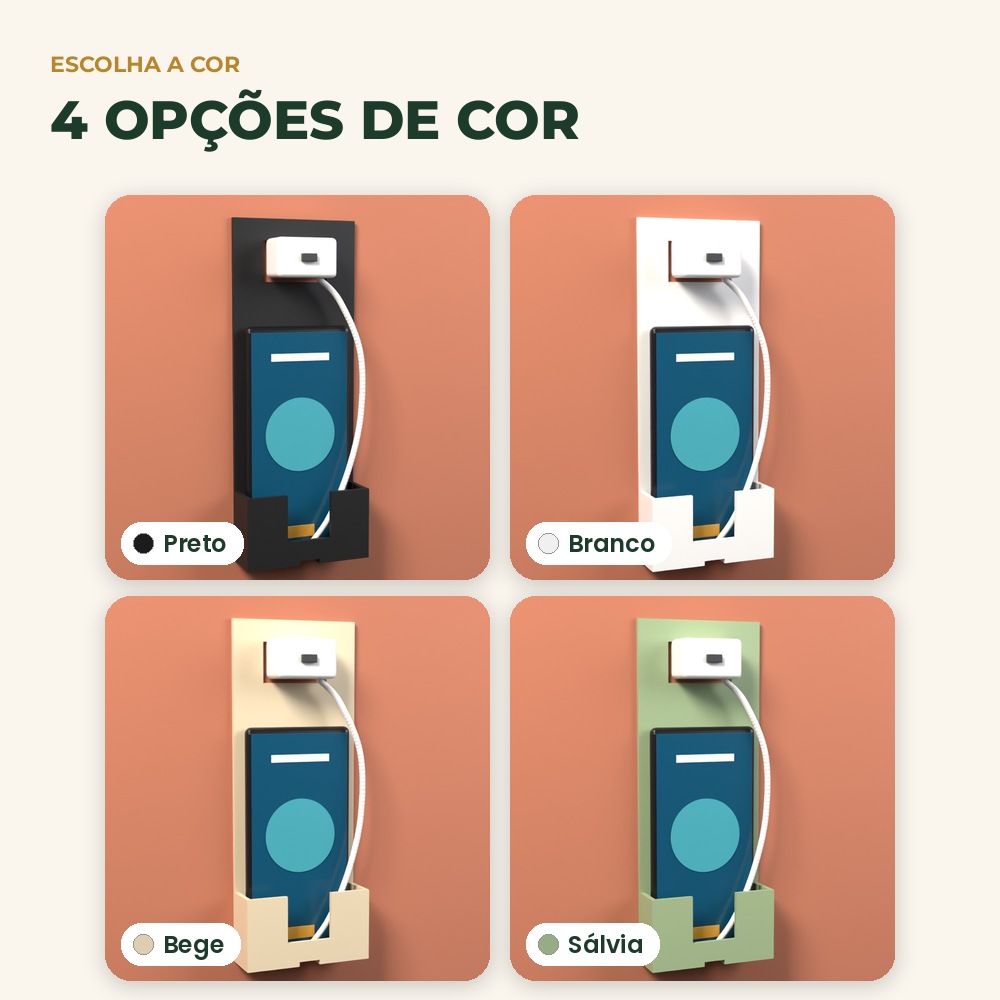 ESCOLHA A COR
4 OPÇÕES DE COR
Preto
Branco
Bege
Sálvia